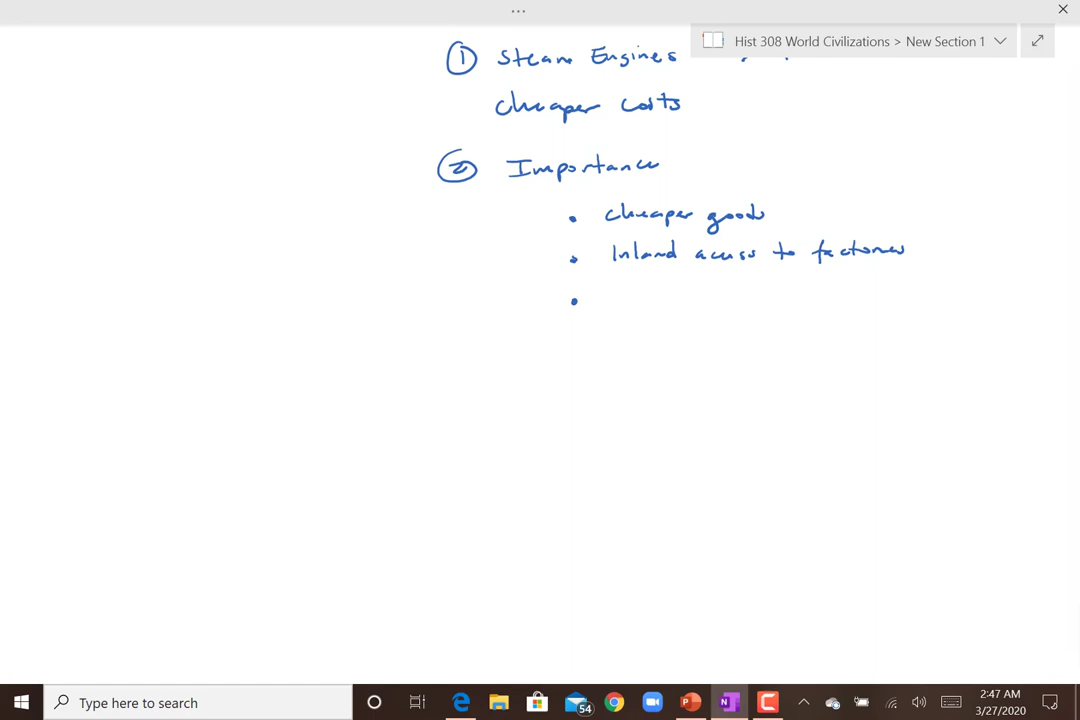 Hist 308 World Civilizations > New Section 1
① Steam Engines
cheaper costs
② Importance
• cheaper goods
• Inland access to factories
•
Type here to search
54
2:47 AM
3/27/2020